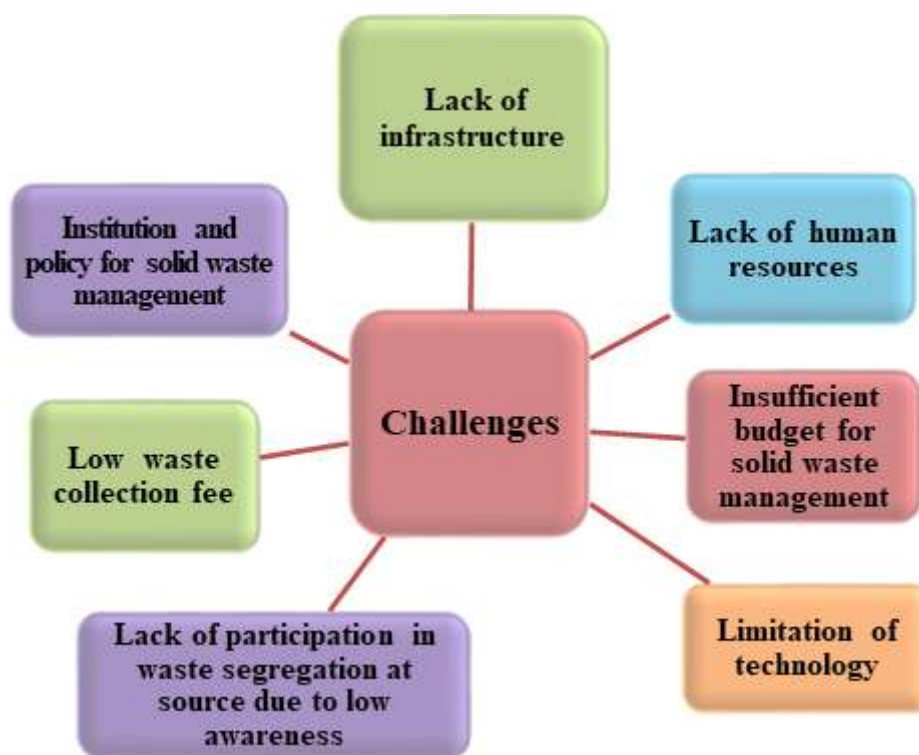 Lack of
infrastructure
Institution and
policy for solid waste
management
Lack of human
resources
Challenges
Insufficient
budget for
solid waste
management
Low waste
collection fee
Lack of participation in
waste segregation at
source due to low
awareness
Limitation of
technology